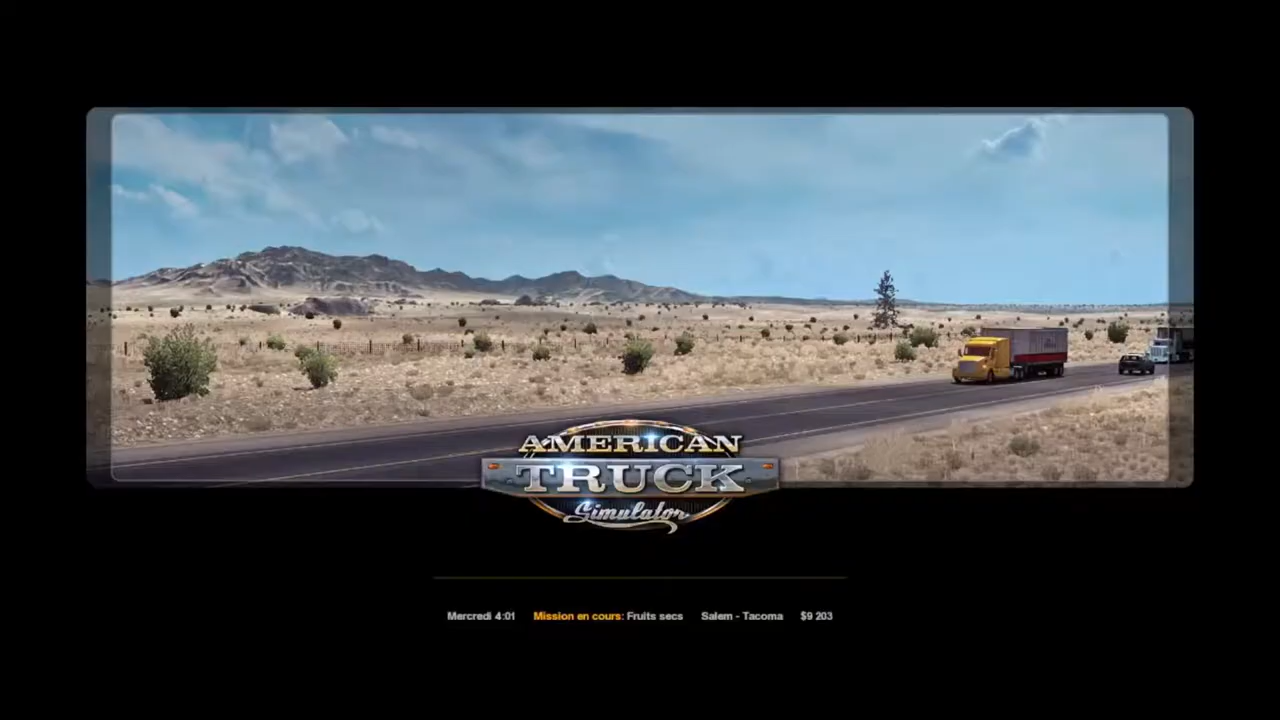 AMERICAN
TRUCK
Simulator
Mercredi 4:01 Mission en cours: Fruits secs Salem - Tacoma $9 203